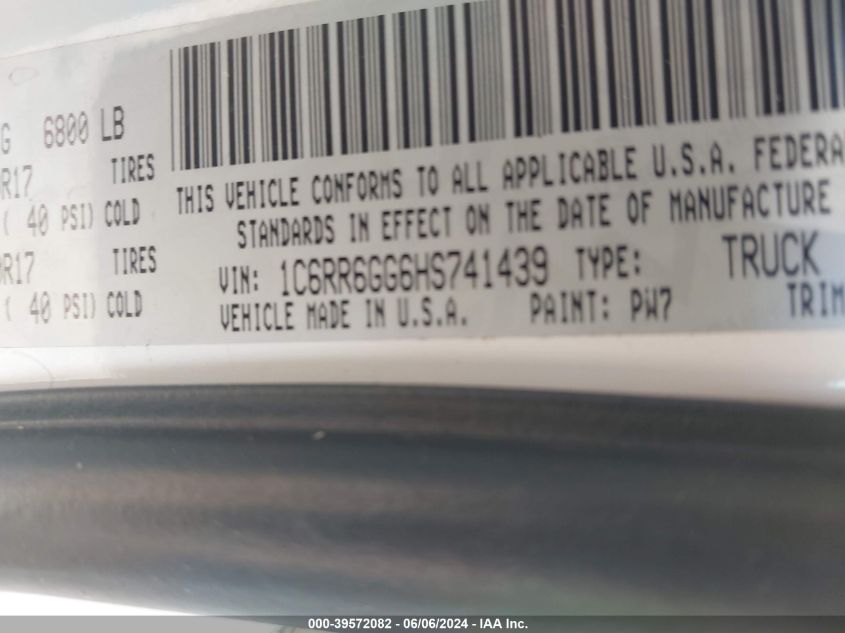 G 6800 LB
R17 TIRES
( 40 PSI) COLD
R17 TIRES
( 40 PSI) COLD
THIS VEHICLE CONFORMS TO ALL APPLICABLE U.S.A. FEDERA
STANDARDS IN EFFECT ON THE DATE OF MANUFACTURE
VIN: 1C6RR6GG6HS741439 TYPE: TRUCK
VEHICLE MADE IN U.S.A. PAINT: PW7 TRIM
000-39572082 - 06/06/2024 - IAA Inc.